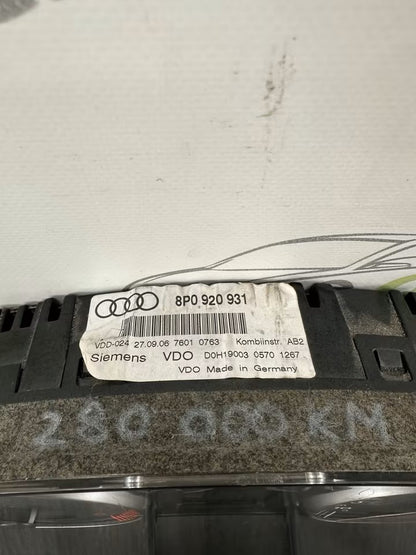 8P0 920 931
VDD-024 27.09.06 7601 0763 Kombiinstr. AB2
Siemens VDO D0H19003 0570 1267
VDO Made in Germany
280 000 KM